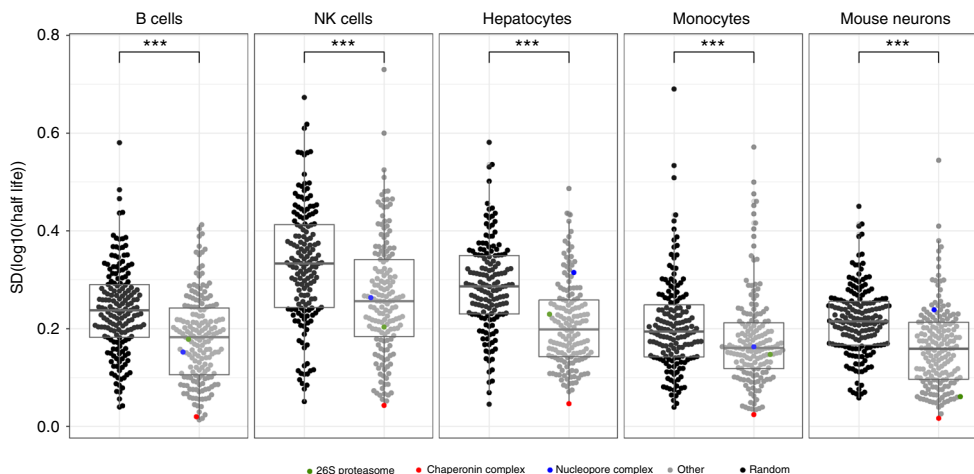 B cells NK cells Hepatocytes Monocytes Mouse neurons
0.8
*** *** *** *** ***
0.6
0.4
0.2
0.0
SD(log10(half life))
26S proteasome Chaperonin complex Nucleopore complex Other Random